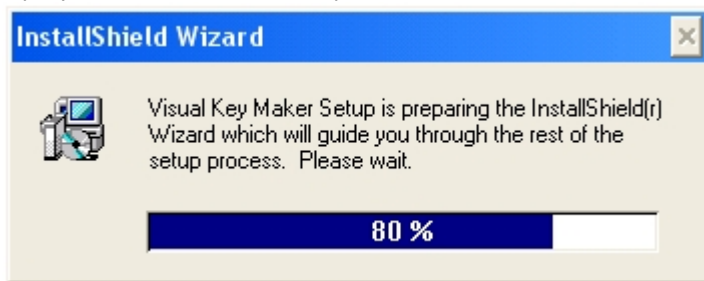 InstallShield Wizard
Visual Key Maker Setup is preparing the InstallShield(r)
Wizard which will guide you through the rest of the
setup process. Please wait.
80 %